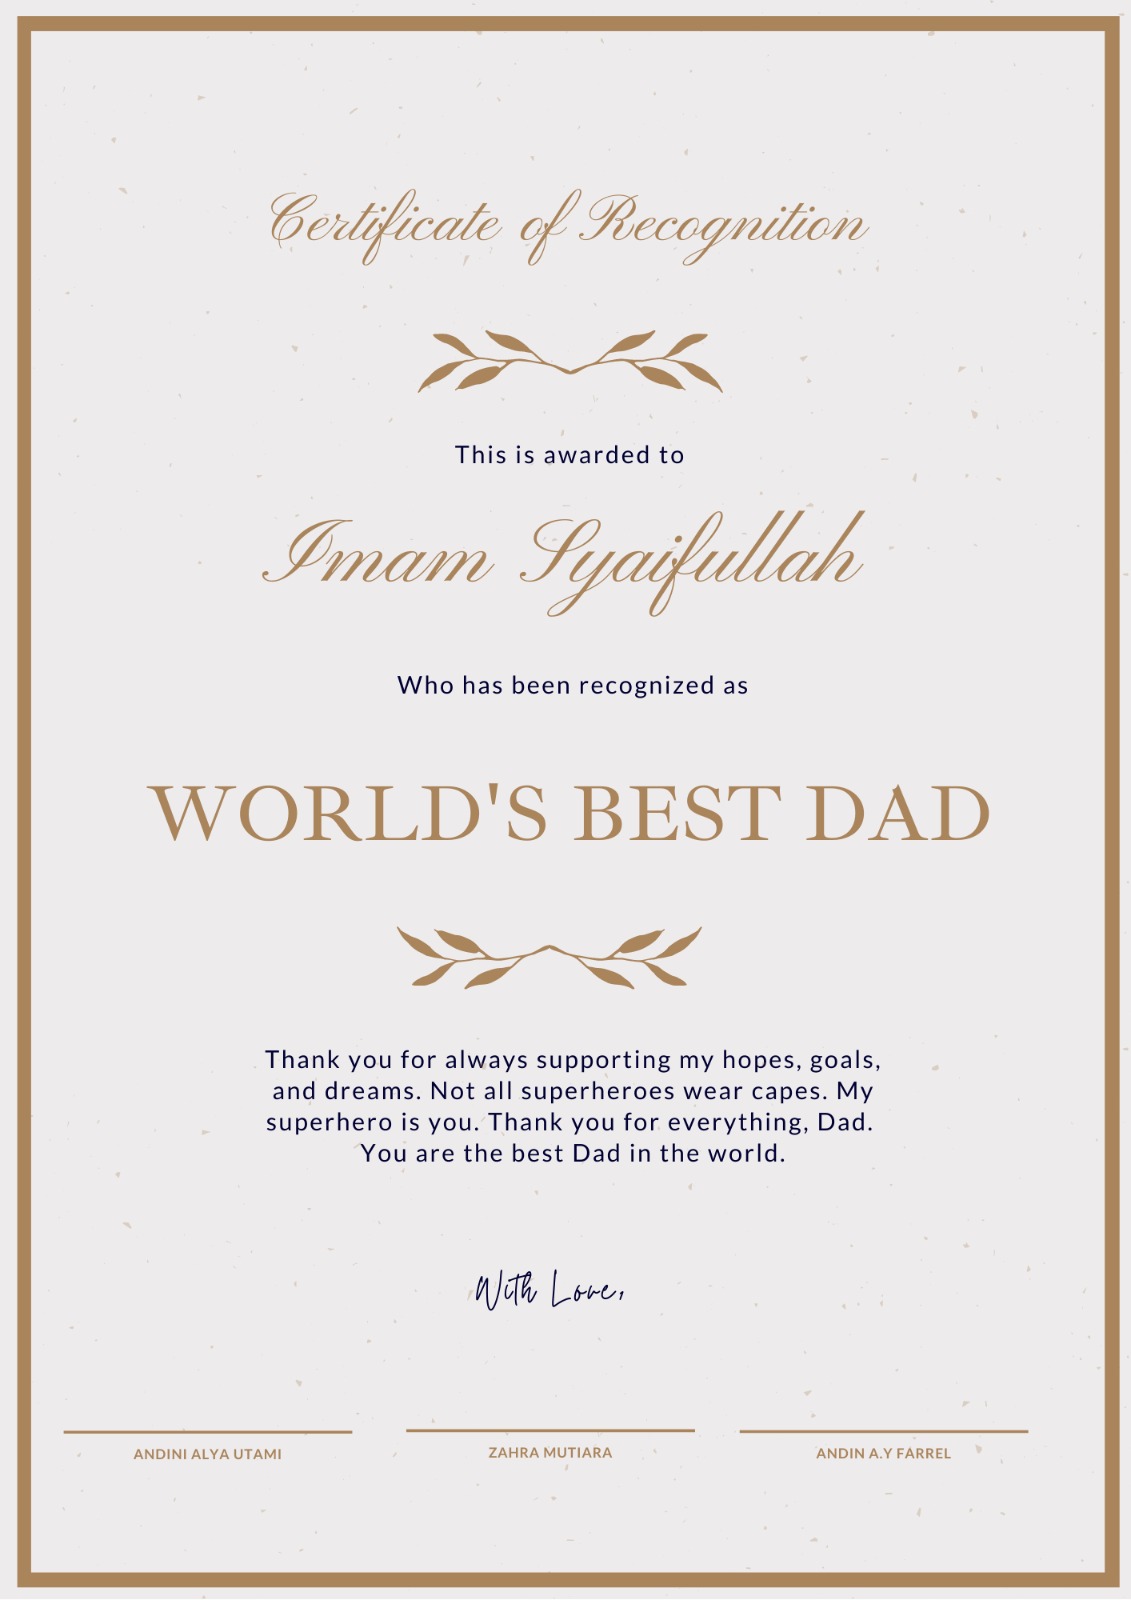 Certificate of Recognition
This is awarded to
Imam Syaifullah
Who has been recognized as
WORLD'S BEST DAD
Thank you for always supporting my hopes, goals,
and dreams. Not all superheroes wear capes. My
superhero is you. Thank you for everything, Dad.
You are the best Dad in the world.
With Love,
ANDINI ALYA UTAMI
ZAHRA MUTIARA
ANDIN A.Y FARREL